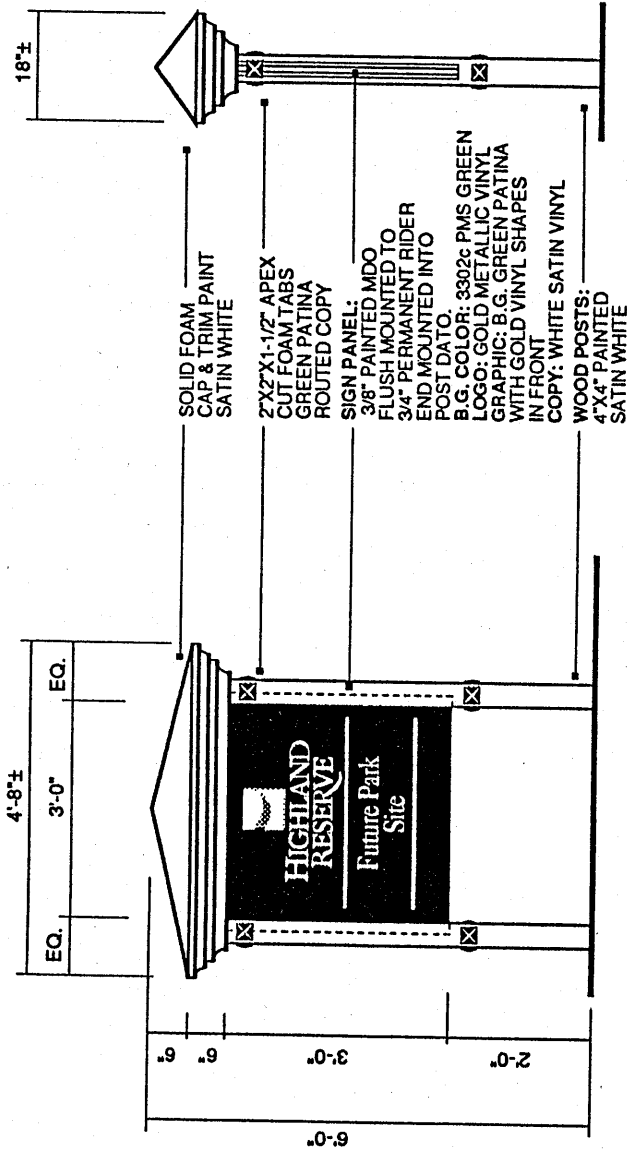 4'-8"±
EQ.
3'-0"
EQ.
18"±
6"
6"
3'-0"
2'-0"
6'-0"
HIGHLAND
RESERVE
Future Park
Site
SOLID FOAM
CAP & TRIM PAINT
SATIN WHITE
2"X2"X1-1/2" APEX
CUT FOAM TABS
GREEN PATINA
ROUTED COPY
SIGN PANEL:
3/8" PAINTED MDO
FLUSH MOUNTED TO
3/4" PERMANENT RIDER
END MOUNTED INTO
POST DATO.
B.G. COLOR: 3302c PMS GREEN
LOGO: GOLD METALLIC VINYL
GRAPHIC: B.G. GREEN PATINA
WITH GOLD VINYL SHAPES
IN FRONT
COPY: WHITE SATIN VINYL
WOOD POSTS:
4"X4" PAINTED
SATIN WHITE